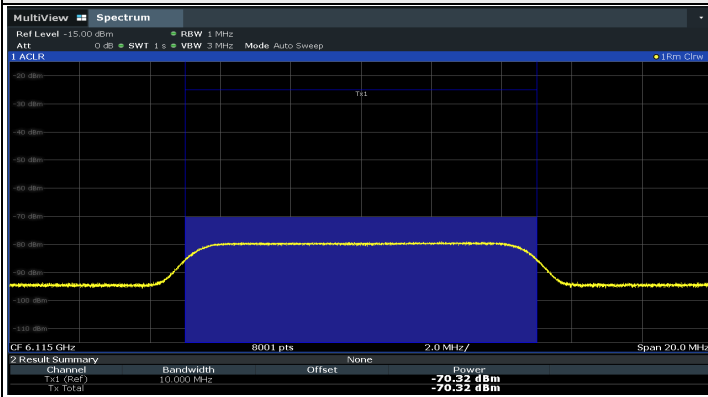 MultiView Spectrum
Ref Level -15.00 dBm RBW 1 MHz
Att 0 dB SWT 1 s VBW 3 MHz Mode Auto Sweep
1 ACLR 1Rm Clrw
-20 dBm
Tx1
-30 dBm
-40 dBm
-50 dBm
-60 dBm
-70 dBm
-80 dBm
-90 dBm
-100 dBm
-110 dBm
CF 6.115 GHz 8001 pts 2.0 MHz/ Span 20.0 MHz
2 Result Summary None
Channel Bandwidth Offset Power
Tx1 (Ref) 10.000 MHz -70.32 dBm
Tx Total -70.32 dBm